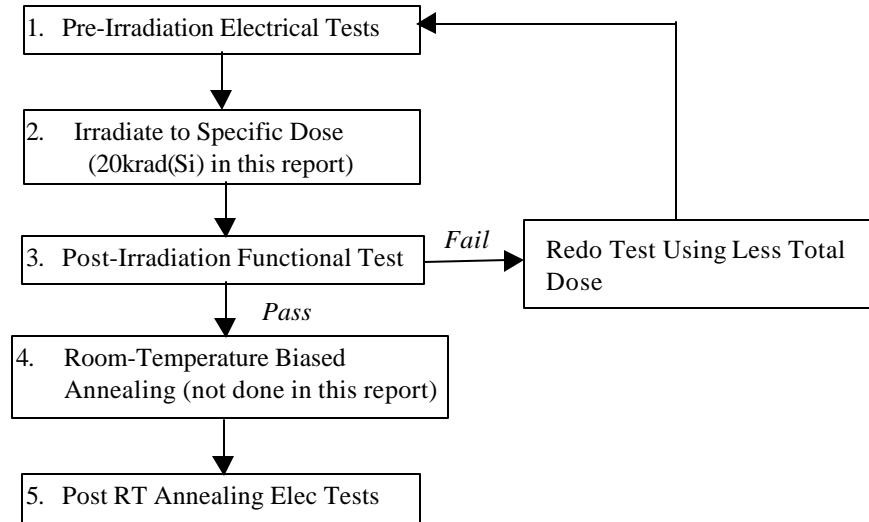 1. Pre-Irradiation Electrical Tests
2. Irradiate to Specific Dose
(20krad(Si) in this report)
3. Post-Irradiation Functional Test
Fail
Redo Test Using Less Total
Dose
Pass
4. Room-Temperature Biased
Annealing (not done in this report)
5. Post RT Annealing Elec Tests